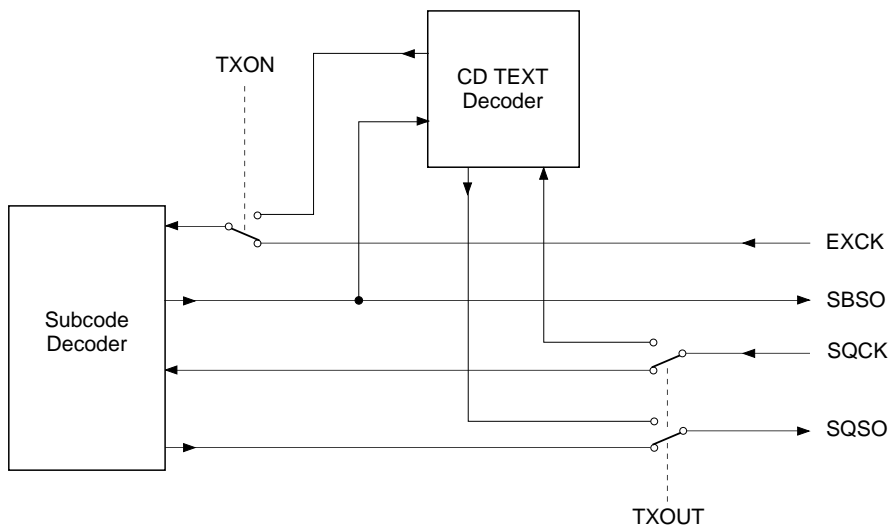 TXON
CD TEXT
Decoder
EXCK
SBSO
Subcode
Decoder
SQCK
SQSO
TXOUT